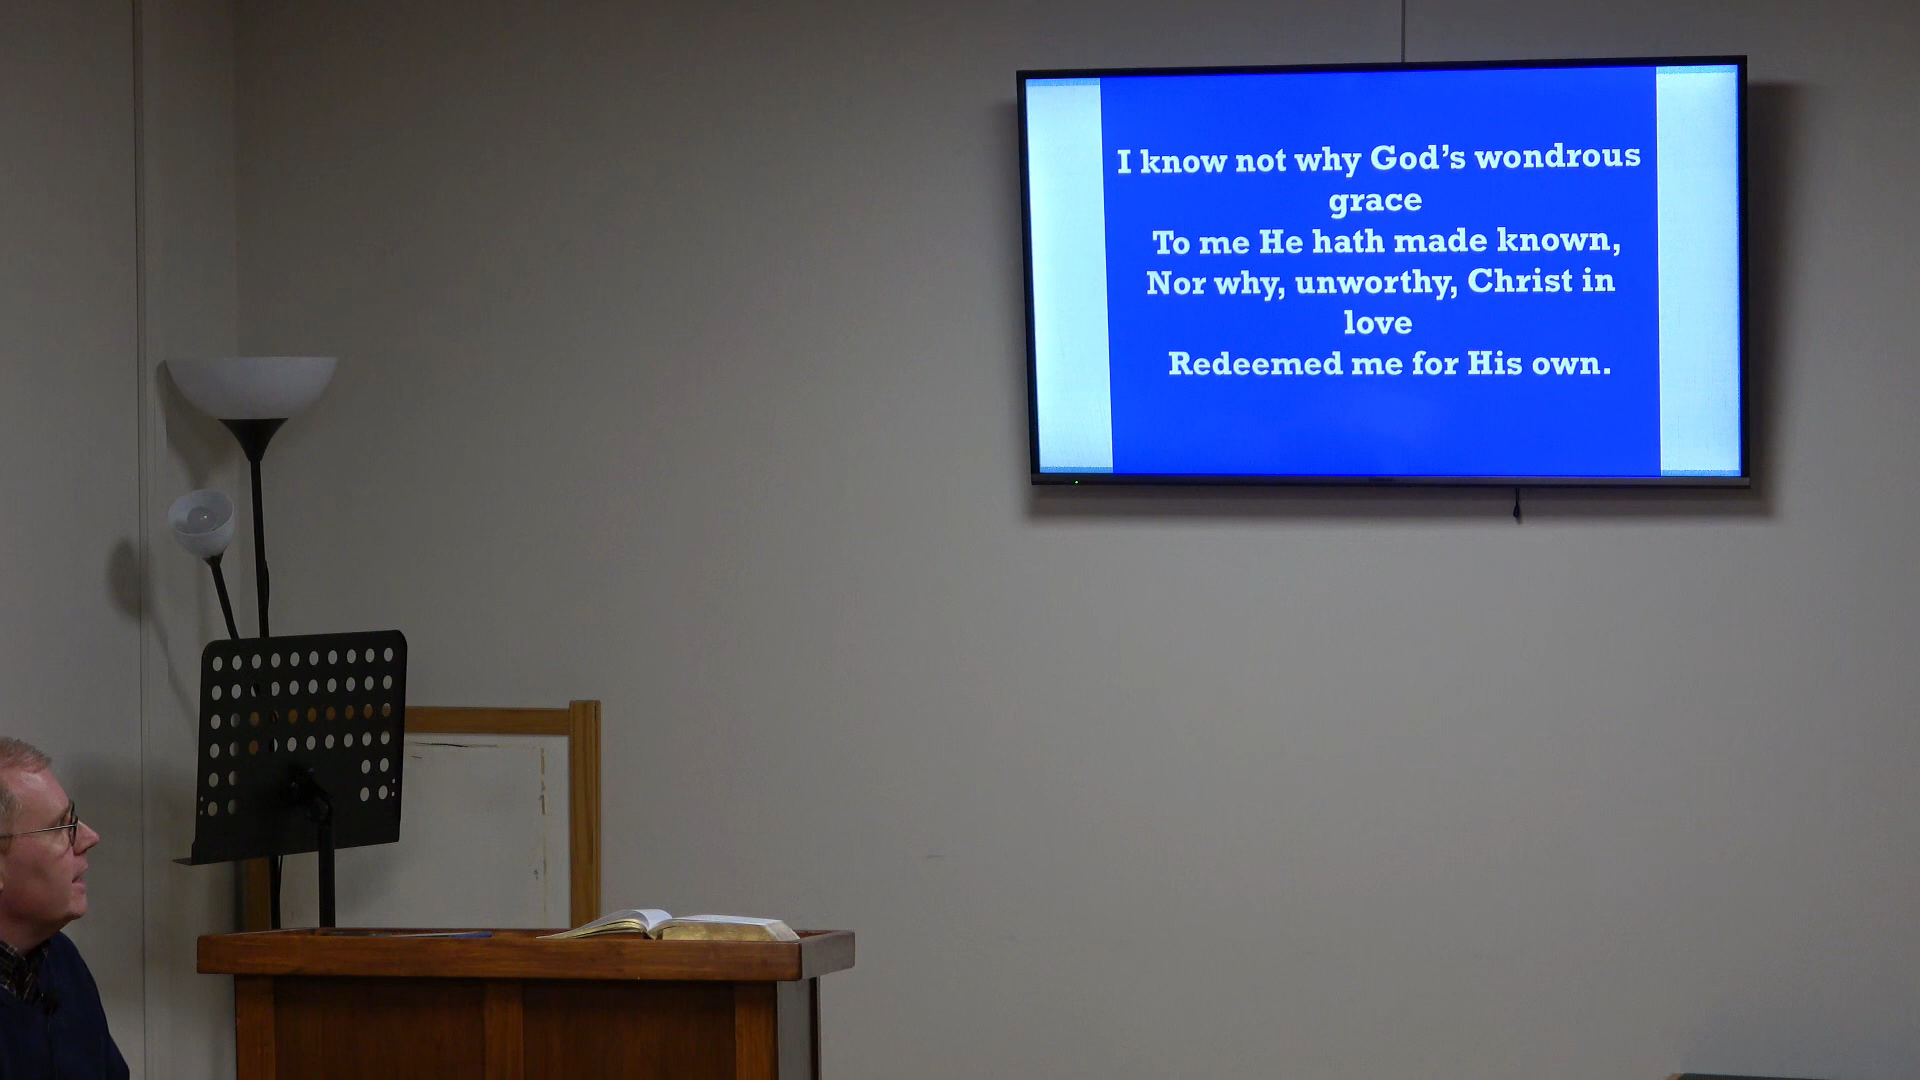 I know not why God's wondrous
grace
To me He hath made known,
Nor why, unworthy, Christ in
love
Redeemed me for His own.